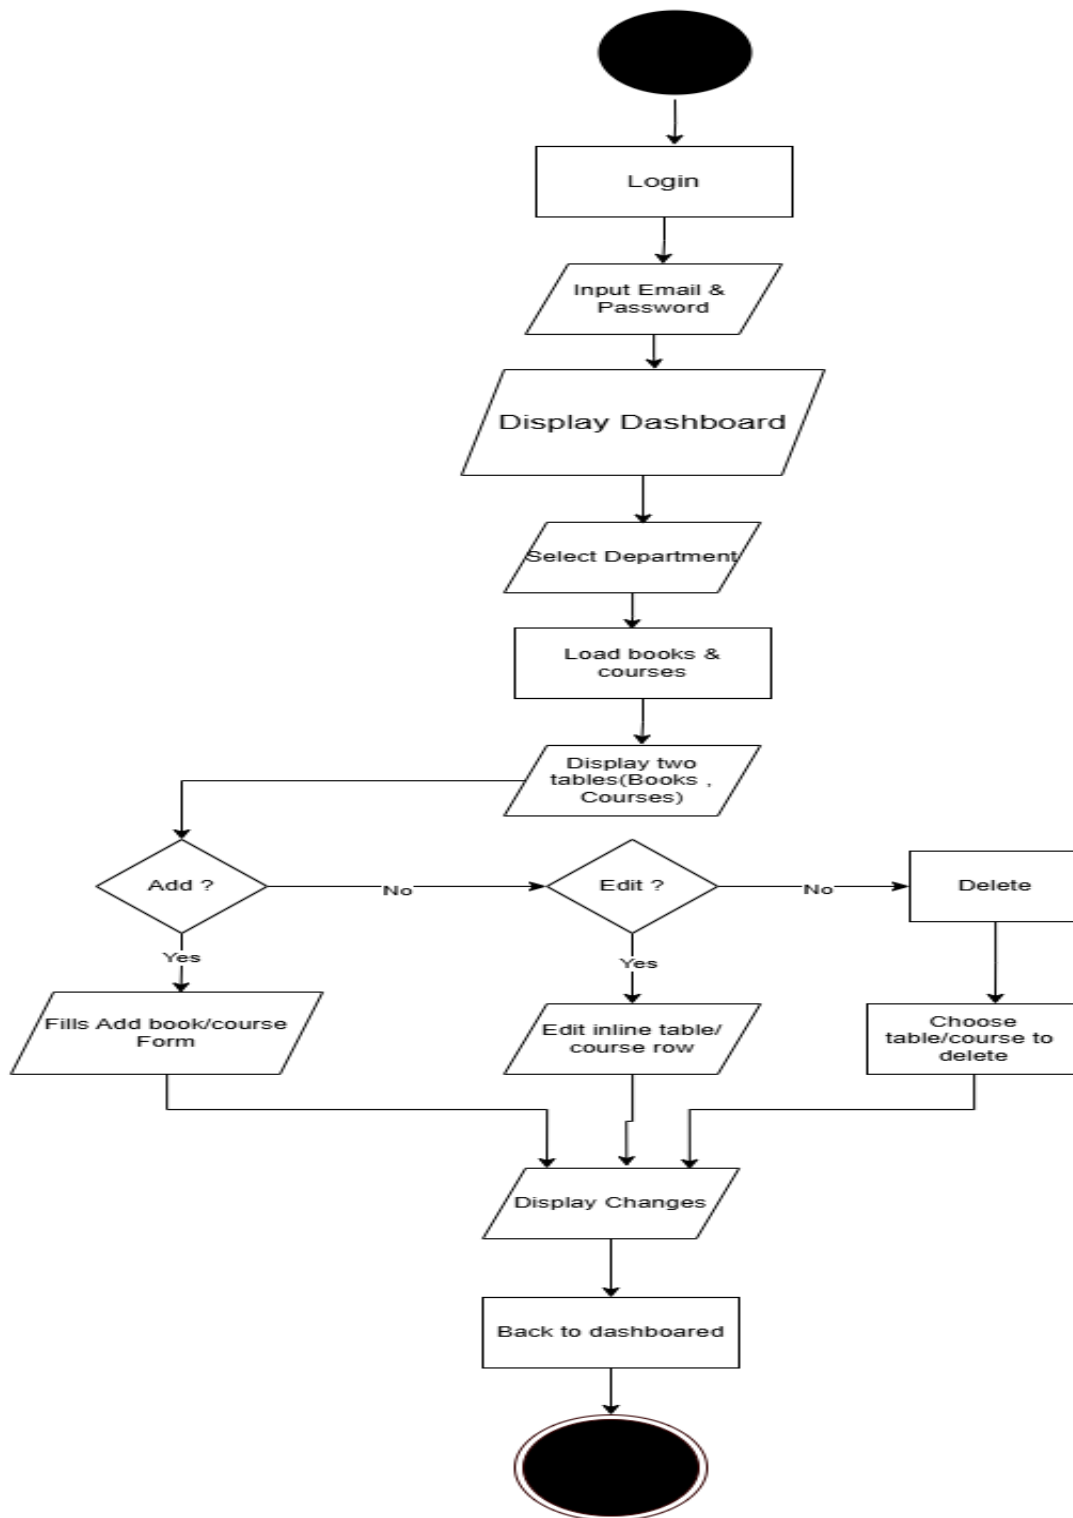 Login
Input Email &
Password
Display Dashboard
Select Department
Load books &
courses
Display two
tables(Books ,
Courses)
Add ?
No
Edit ?
No
Delete
Yes
Yes
Fills Add book/course
Form
Edit inline table/
course row
Choose
table/course to
delete
Display Changes
Back to dashboared